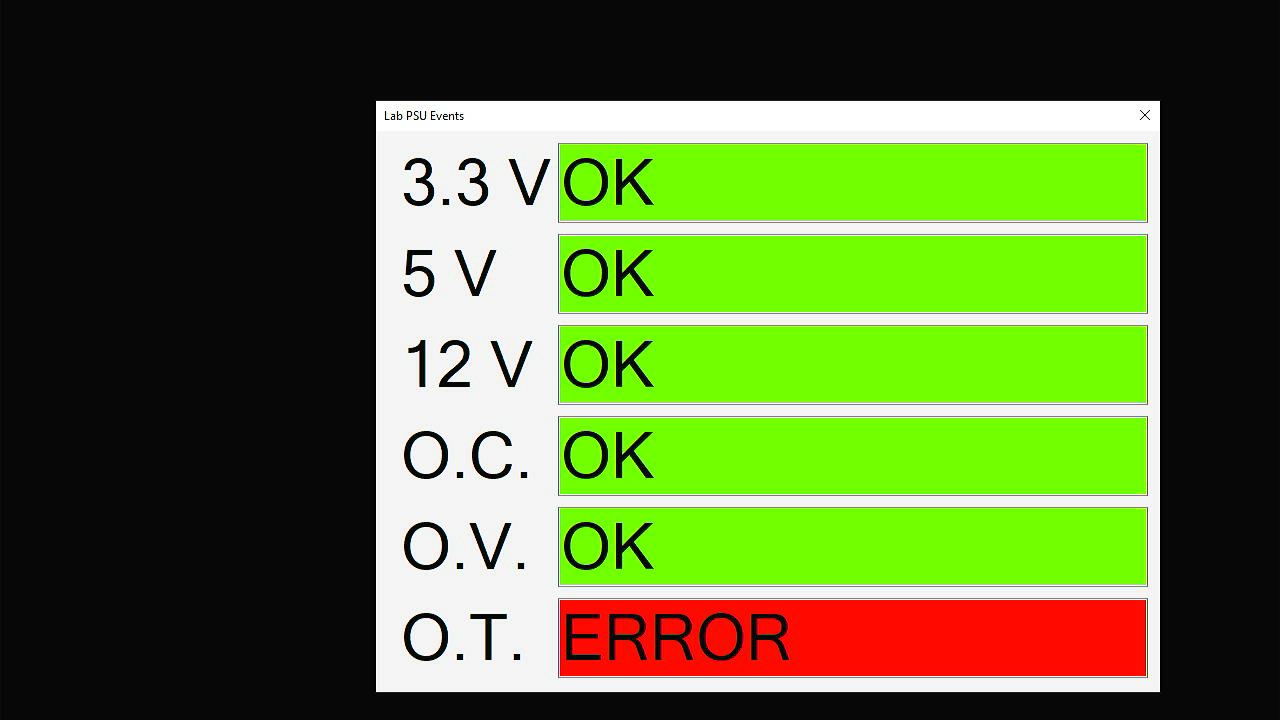 Lab PSU Events
3.3 V OK
5 V OK
12 V OK
O.C. OK
O.V. OK
O.T. ERROR